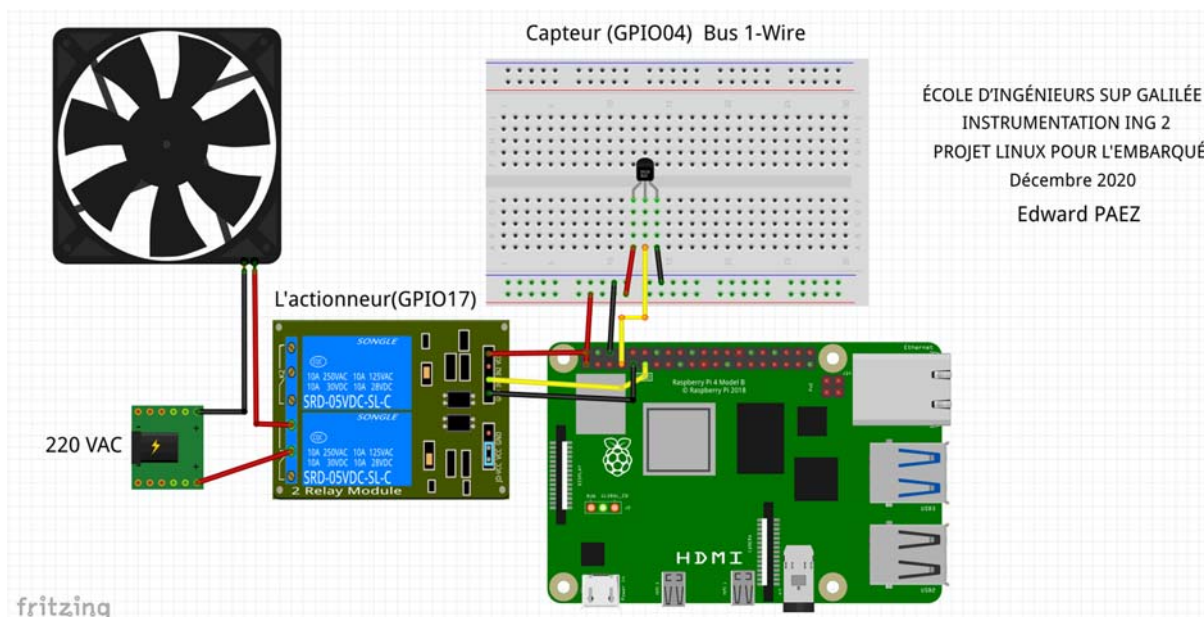 Capteur (GPIO04) Bus 1-Wire
ÉCOLE D'INGÉNIEURS SUP GALILÉE
INSTRUMENTATION ING 2
PROJET LINUX POUR L'EMBARQUÉ
Décembre 2020
Edward PAEZ
L'actionneur(GPIO17)
SONGLE
10A 250VAC 10A 125VAC
10A 30VDC 10A 28VDC
SRD-05VDC-SL-C
SONGLE
10A 250VAC 10A 125VAC
10A 30VDC 10A 28VDC
SRD-05VDC-SL-C
2 Relay Module
220 VAC
Ethernet
Raspberry Pi 4 Model B
© Raspberry Pi 2018
HDMI
USB3
USB2
fritzing